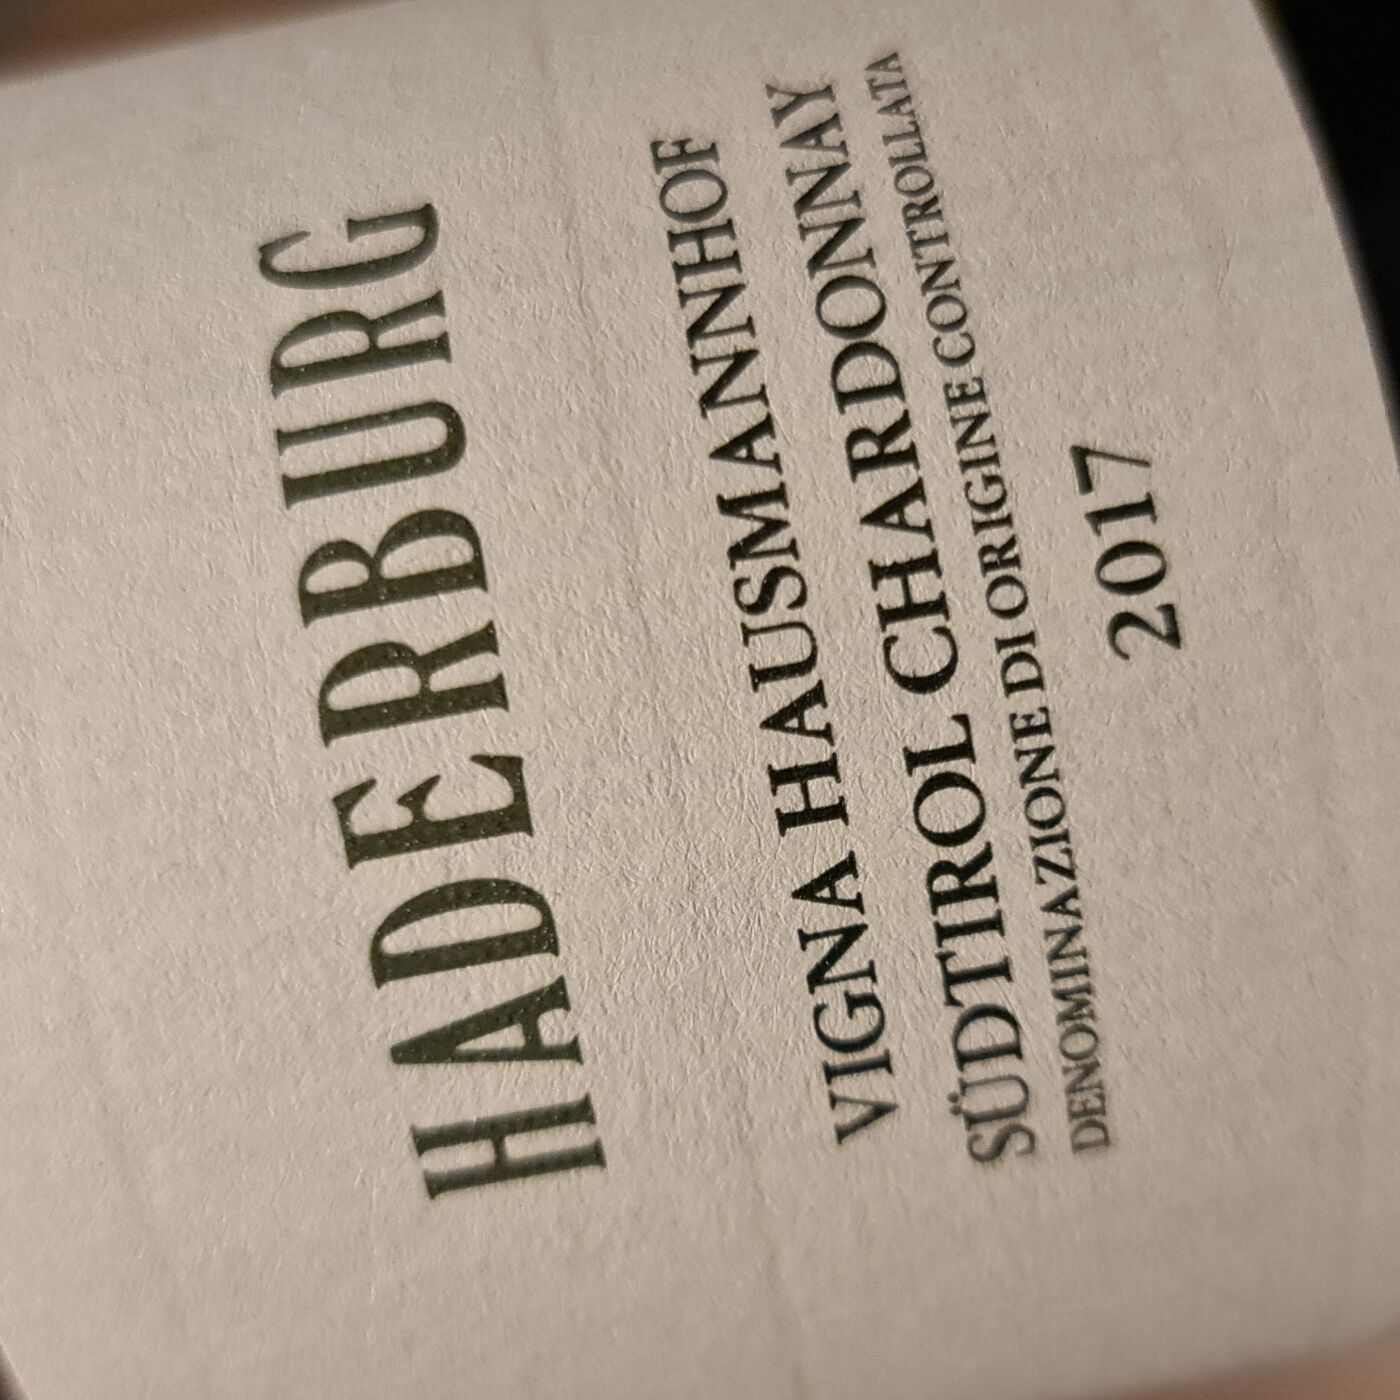 HADERBURG
VIGNA HAUSMANNHOF
SÜDTIROL CHARDONNAY
DENOMINAZIONE DI ORIGINE CONTROLLATA
2017